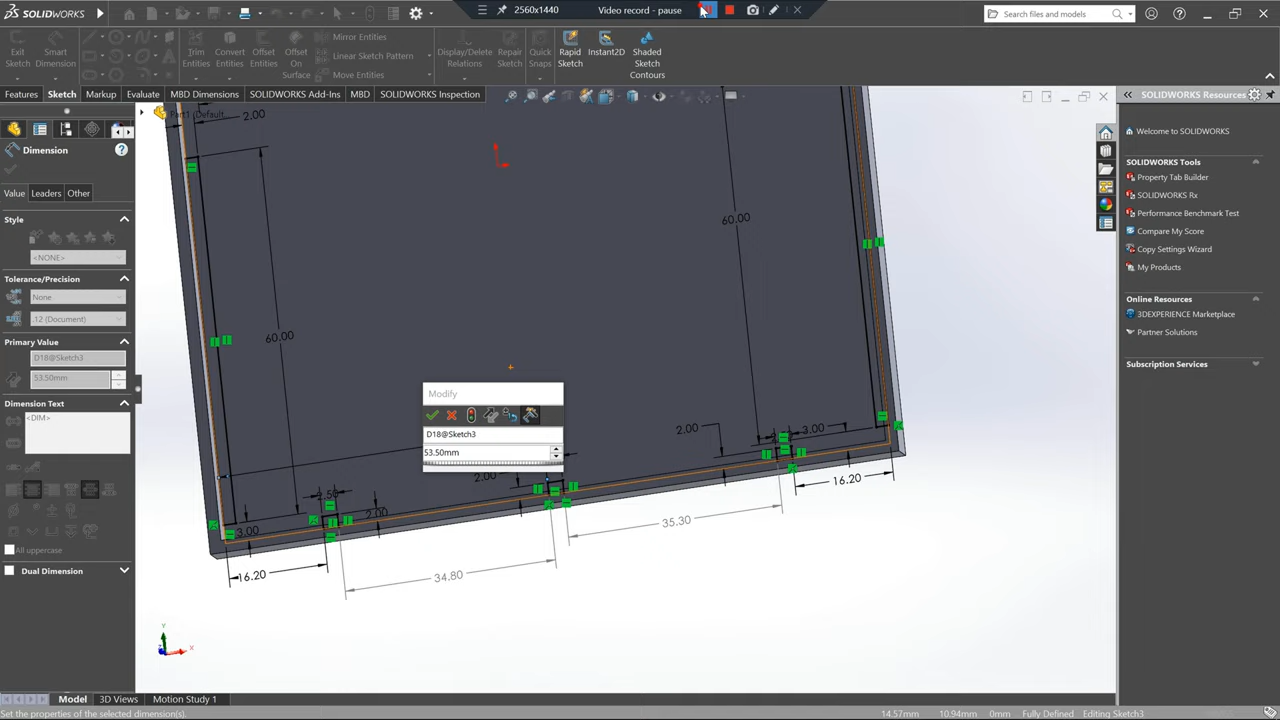 2560x1440 Video record - pause
SOLIDWORKS Search files and models
Exit Sketch
Smart Dimension
Trim Entities
Convert Entities
Offset Entities
Offset On Surface
Mirror Entities
Linear Sketch Pattern
Move Entities
Display/Delete Relations
Repair Sketch
Quick Snaps
Rapid Sketch
Instant2D
Shaded Sketch Contours
Features Sketch Markup Evaluate MBD Dimensions SOLIDWORKS Add-Ins MBD SOLIDWORKS Inspection
Part1 (Default...
Dimension
Value Leaders Other
Style
<NONE>
Tolerance/Precision
None
.12 (Document)
Primary Value
D18@Sketch3
53.50mm
Dimension Text
<DIM>
All uppercase
Dual Dimension
2.00
60.00
60.00
Modify
D18@Sketch3
53.50mm
2.00
3.00
2.00
2.00
3.00
16.20
34.80
35.30
16.20
Y
X
SOLIDWORKS Resources
Welcome to SOLIDWORKS
SOLIDWORKS Tools
Property Tab Builder
SOLIDWORKS Rx
Performance Benchmark Test
Compare My Score
Copy Settings Wizard
My Products
Online Resources
3DEXPERIENCE Marketplace
Partner Solutions
Subscription Services
Model 3D Views Motion Study 1
Set the properties of the selected dimension(s). 14.57mm 10.94mm 0mm Fully Defined Editing Sketch3